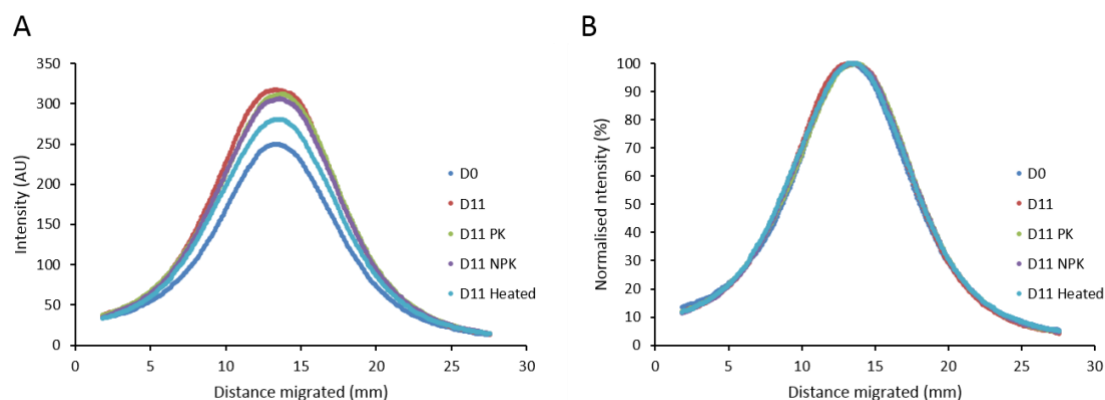 A
Intensity (AU)
350
300
250
200
150
100
50
0
0 5 10 15 20 25 30
Distance migrated (mm)
D0
D11
D11 PK
D11 NPK
D11 Heated
B
Normalised ntensity (%)
100
90
80
70
60
50
40
30
20
10
0
0 5 10 15 20 25 30
Distance migrated (mm)
D0
D11
D11 PK
D11 NPK
D11 Heated